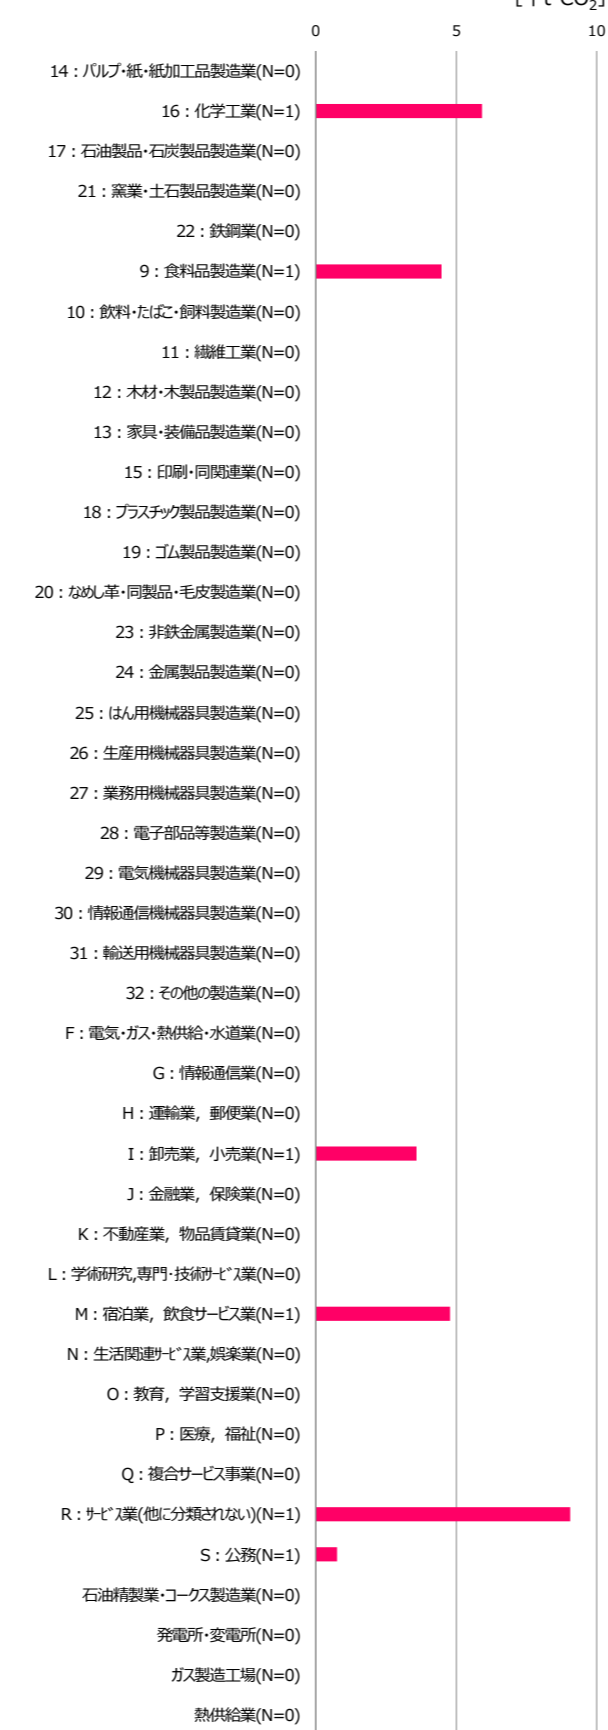 0 5 10
14：パルプ・紙・紙加工品製造業(N=0)
16：化学工業(N=1)
17：石油製品・石炭製品製造業(N=0)
21：窯業・土石製品製造業(N=0)
22：鉄鋼業(N=0)
9：食料品製造業(N=1)
10：飲料・たばこ・飼料製造業(N=0)
11：繊維工業(N=0)
12：木材・木製品製造業(N=0)
13：家具・装備品製造業(N=0)
15：印刷・同関連業(N=0)
18：プラスチック製品製造業(N=0)
19：ゴム製品製造業(N=0)
20：なめし革・同製品・毛皮製造業(N=0)
23：非鉄金属製造業(N=0)
24：金属製品製造業(N=0)
25：はん用機械器具製造業(N=0)
26：生産用機械器具製造業(N=0)
27：業務用機械器具製造業(N=0)
28：電子部品等製造業(N=0)
29：電気機械器具製造業(N=0)
30：情報通信機械器具製造業(N=0)
31：輸送用機械器具製造業(N=0)
32：その他の製造業(N=0)
F：電気・ガス・熱供給・水道業(N=0)
G：情報通信業(N=0)
H：運輸業，郵便業(N=0)
I：卸売業，小売業(N=1)
J：金融業，保険業(N=0)
K：不動産業，物品賃貸業(N=0)
L：学術研究,専門・技術ｻｰﾋﾞｽ業(N=0)
M：宿泊業，飲食サービス業(N=1)
N：生活関連ｻｰﾋﾞｽ業,娯楽業(N=0)
O：教育，学習支援業(N=0)
P：医療，福祉(N=0)
Q：複合サービス事業(N=0)
R：ｻｰﾋﾞｽ業(他に分類されない)(N=1)
S：公務(N=1)
石油精製業・コークス製造業(N=0)
発電所・変電所(N=0)
ガス製造工場(N=0)
熱供給業(N=0)